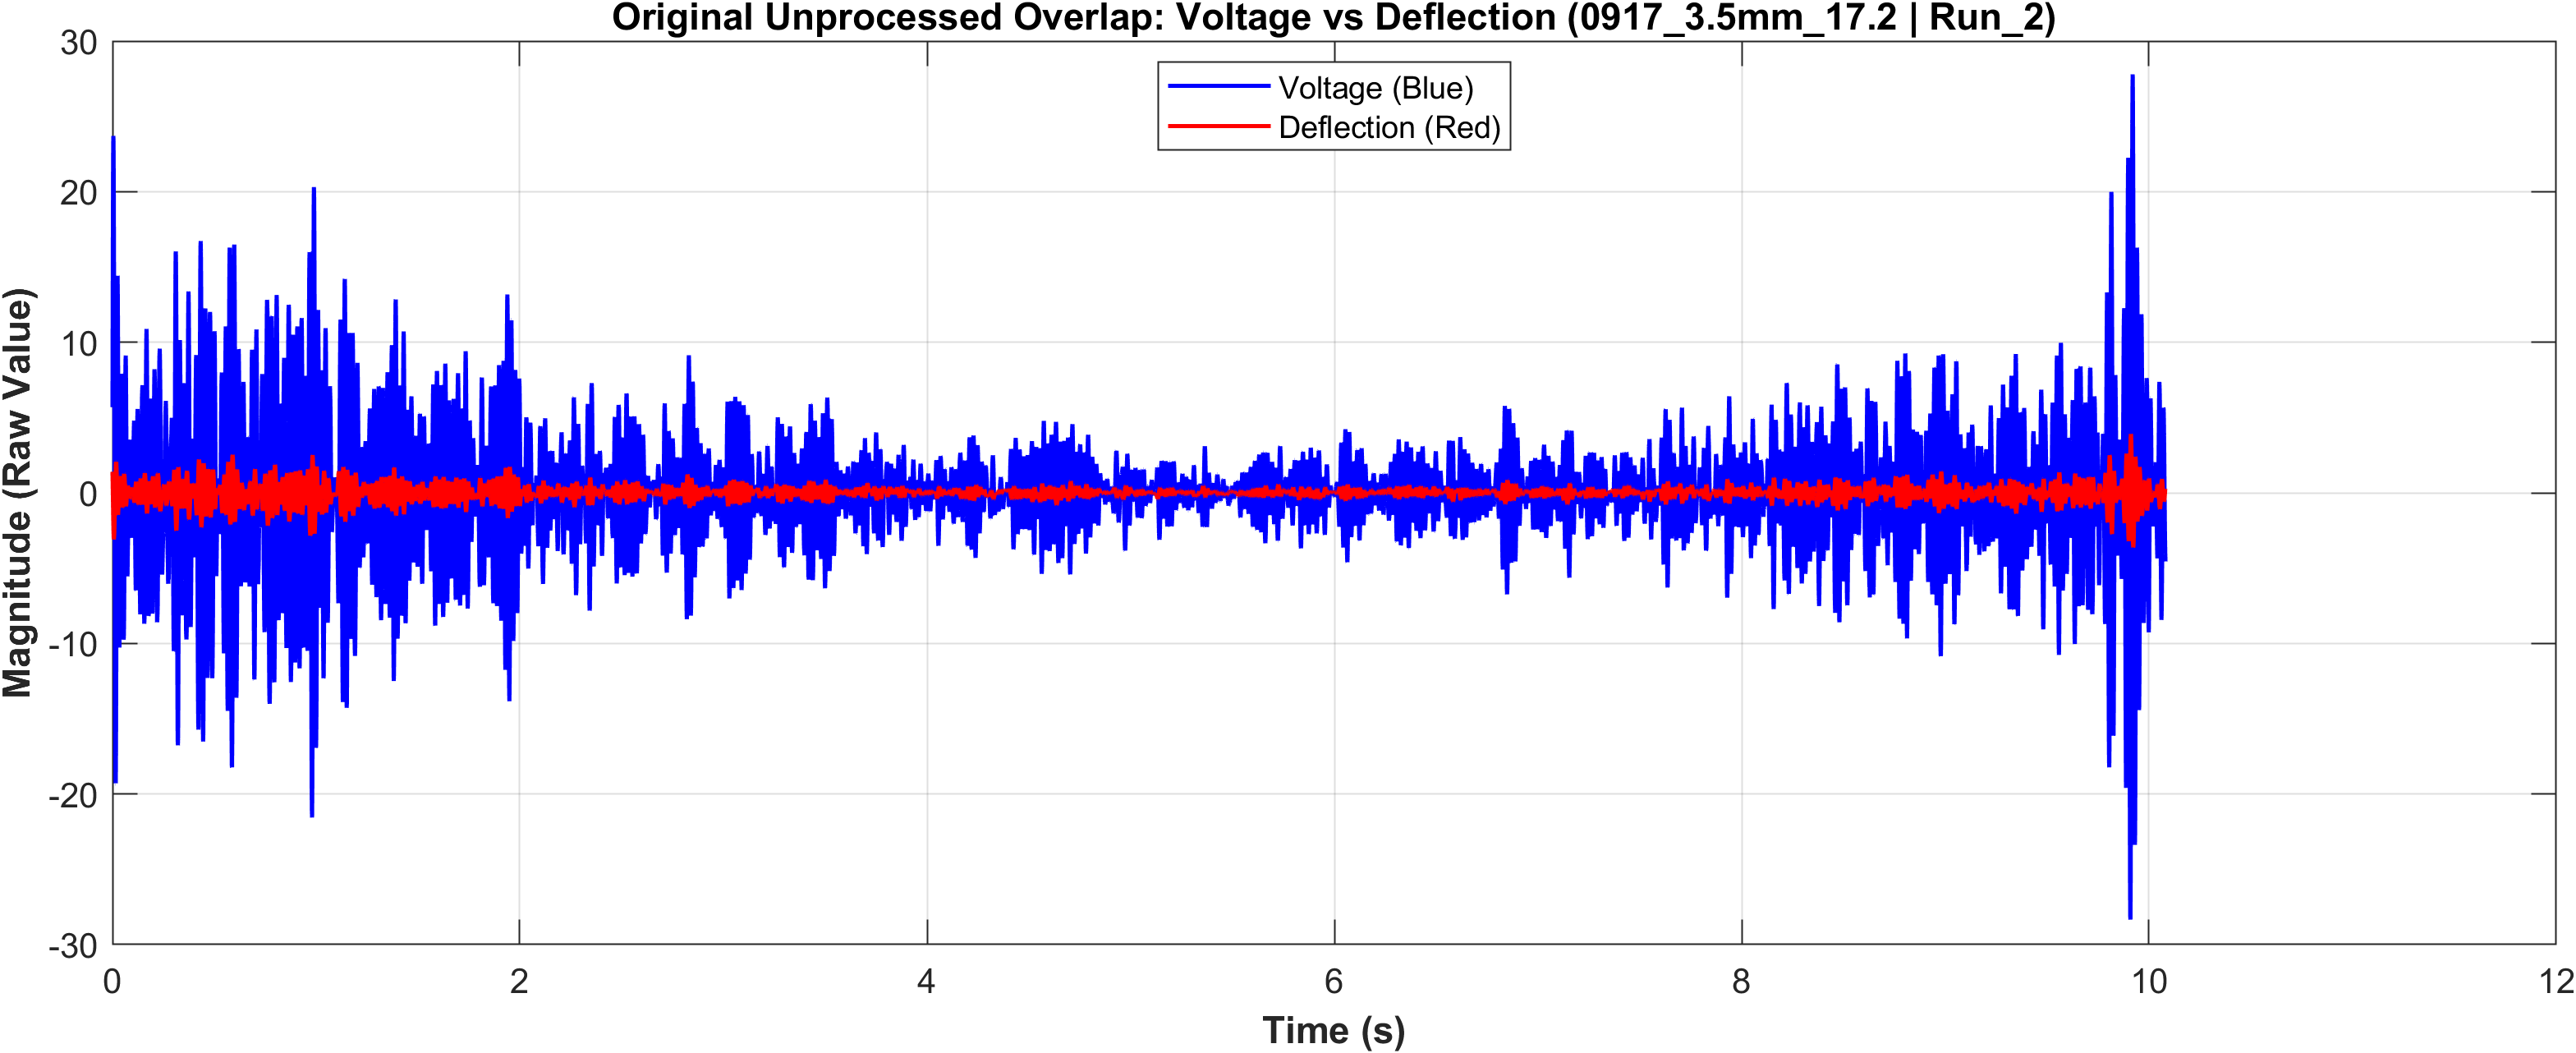 Original Unprocessed Overlap: Voltage vs Deflection (0917_3.5mm_17.2 | Run_2)
Voltage (Blue)
Deflection (Red)
Magnitude (Raw Value)
30
20
10
0
-10
-20
-30
0 2 4 6 8 10 12
Time (s)